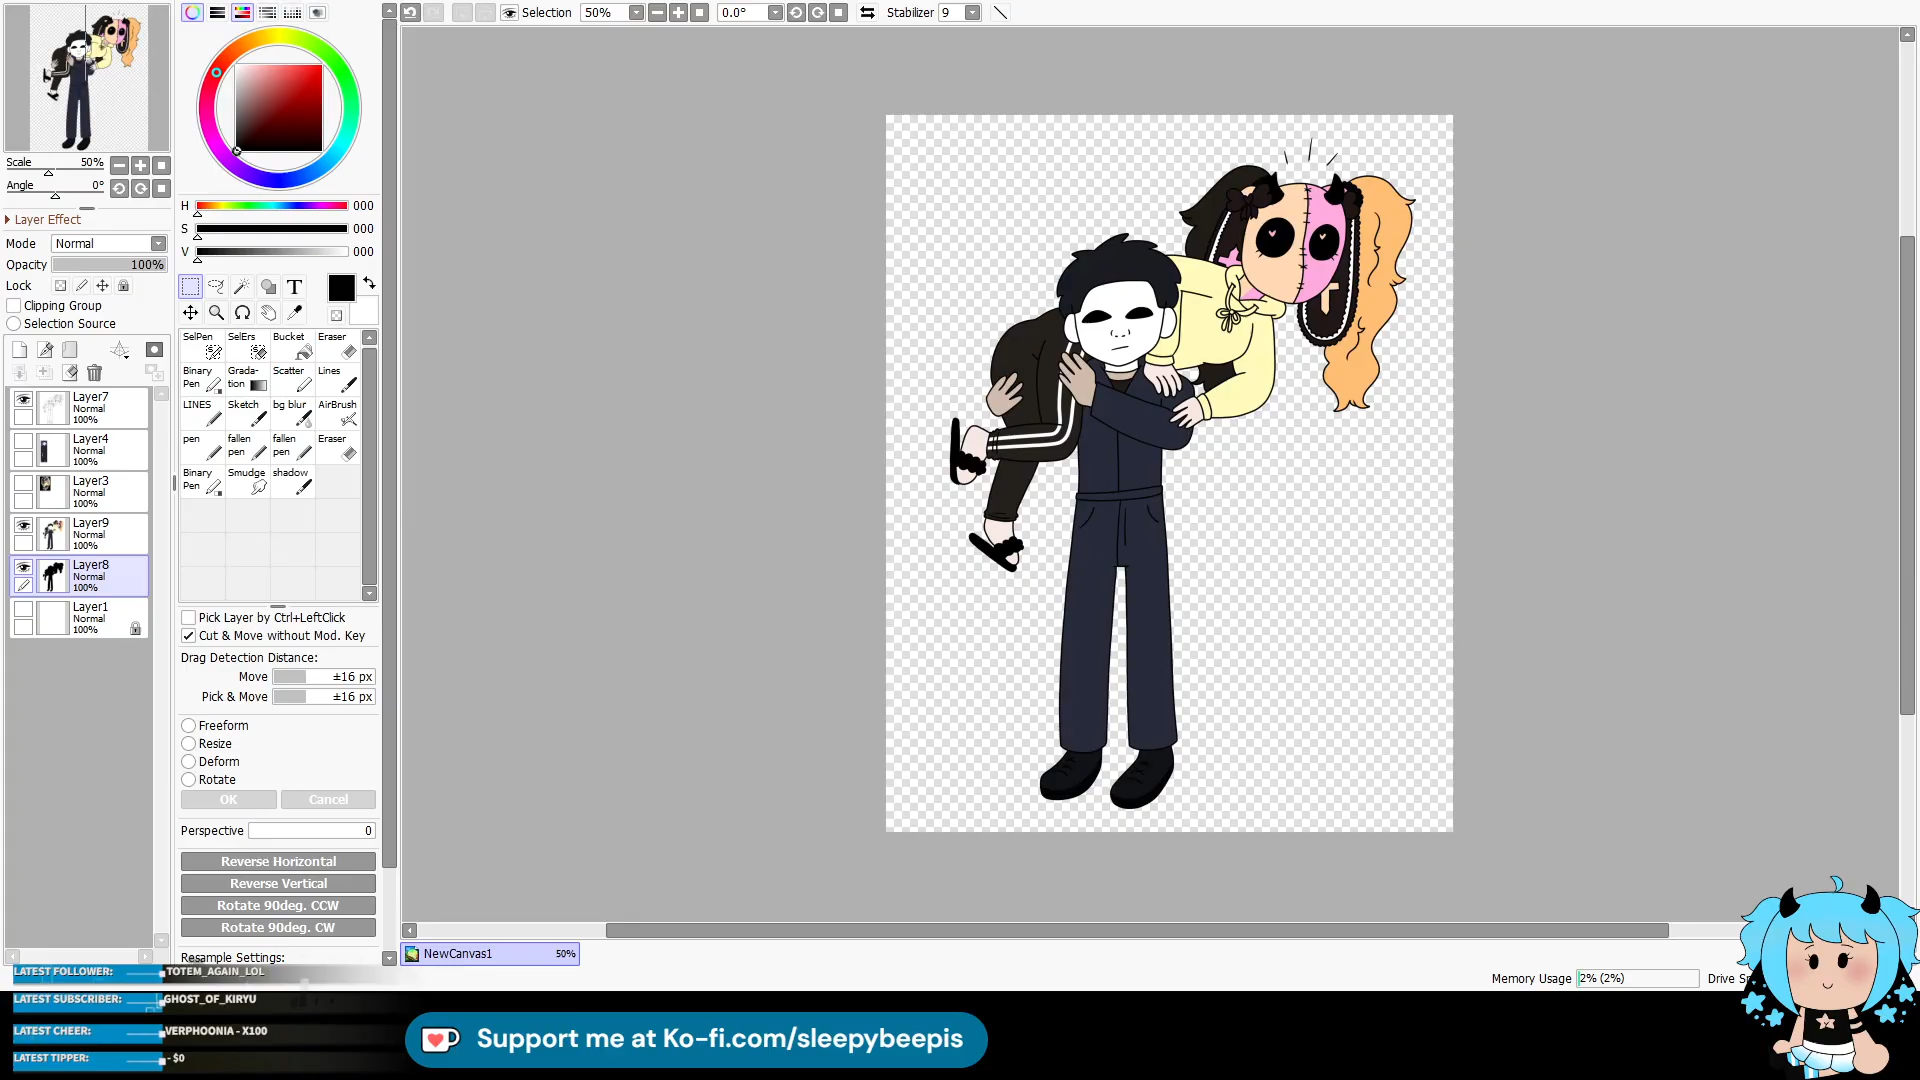 Selection 50% 0.0° Stabilizer 9
Scale 50%
Angle 0°
Layer Effect
Mode Normal
Opacity 100%
Lock
Clipping Group
Selection Source
Layer7
Normal
100%
Layer4
Normal
100%
Layer3
Normal
100%
Layer9
Normal
100%
Layer8
Normal
100%
Layer1
Normal
100%
H 000
S 000
V 000
T
SelPen SelErs Bucket Eraser
Binary Pen Grada-tion Scatter Lines
LINES Sketch bg blur AirBrush
pen fallen pen fallen pen Eraser
Binary Pen Smudge shadow
Pick Layer by Ctrl+LeftClick
Cut & Move without Mod. Key
Drag Detection Distance:
Move ±16 px
Pick & Move ±16 px
Freeform
Resize
Deform
Rotate
OK Cancel
Perspective 0
Reverse Horizontal
Reverse Vertical
Rotate 90deg. CCW
Rotate 90deg. CW
Resample Settings:
NewCanvas1 50%
Memory Usage 2% (2%) Drive
LATEST FOLLOWER: TOTEM_AGAIN_LOL
LATEST SUBSCRIBER: GHOST_OF_KIRYU
LATEST CHEER: VERPHOONIA - X100
LATEST TIPPER: - $0
Support me at Ko-fi.com/sleepybeepis